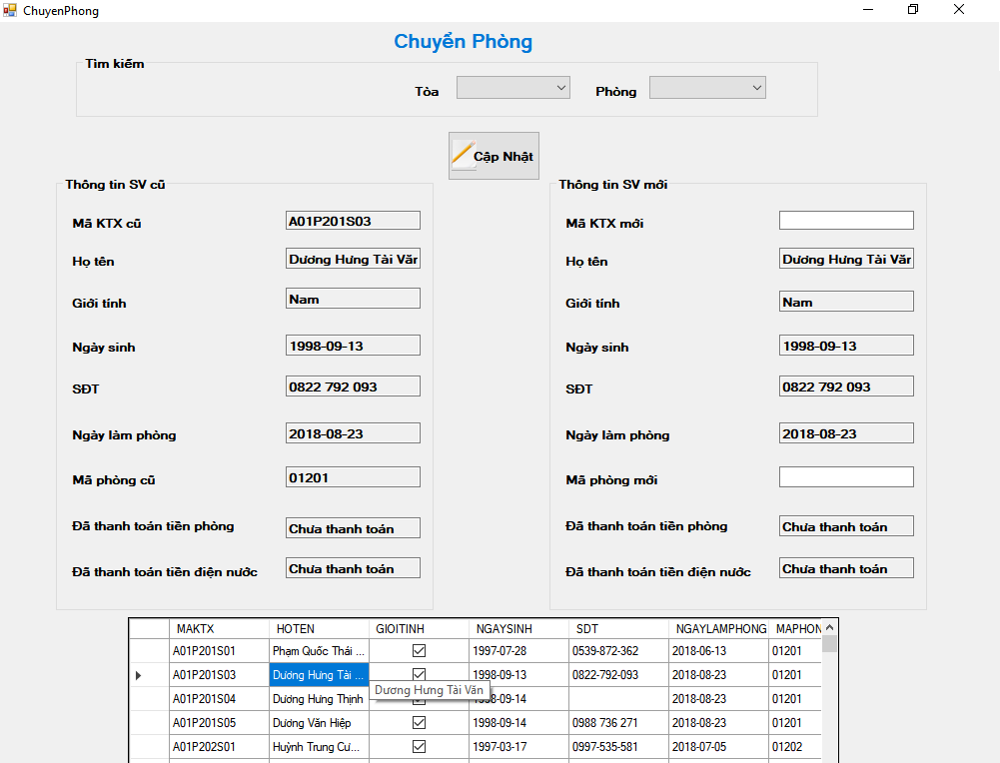 ChuyenPhong
Chuyển Phòng
Tìm kiếm
Tòa Phòng
Cập Nhật
Thông tin SV cũ
Mã KTX cũ A01P201S03
Họ tên Dương Hưng Tài Văn
Giới tính Nam
Ngày sinh 1998-09-13
SĐT 0822 792 093
Ngày làm phòng 2018-08-23
Mã phòng cũ 01201
Đã thanh toán tiền phòng Chưa thanh toán
Đã thanh toán tiền điện nước Chưa thanh toán
Thông tin SV mới
Mã KTX mới
Họ tên Dương Hưng Tài Văn
Giới tính Nam
Ngày sinh 1998-09-13
SĐT 0822 792 093
Ngày làm phòng 2018-08-23
Mã phòng mới
Đã thanh toán tiền phòng Chưa thanh toán
Đã thanh toán tiền điện nước Chưa thanh toán
MAKTX HOTEN GIOITINH NGAYSINH SDT NGAYLAMPHONG MAPHON
A01P201S01 Phạm Quốc Thái ... 1997-07-28 0539-872-362 2018-06-13 01201
A01P201S03 Dương Hưng Tài ... 1998-09-13 0822-792-093 2018-08-23 01201
Dương Hưng Tài Văn
A01P201S04 Dương Hưng Thịnh 1998-09-14 2018-08-23 01201
A01P201S05 Dương Văn Hiệp 1998-09-14 0988 736 271 2018-08-23 01201
A01P202S01 Huỳnh Trung Cư... 1997-03-17 0997-535-581 2018-07-05 01202